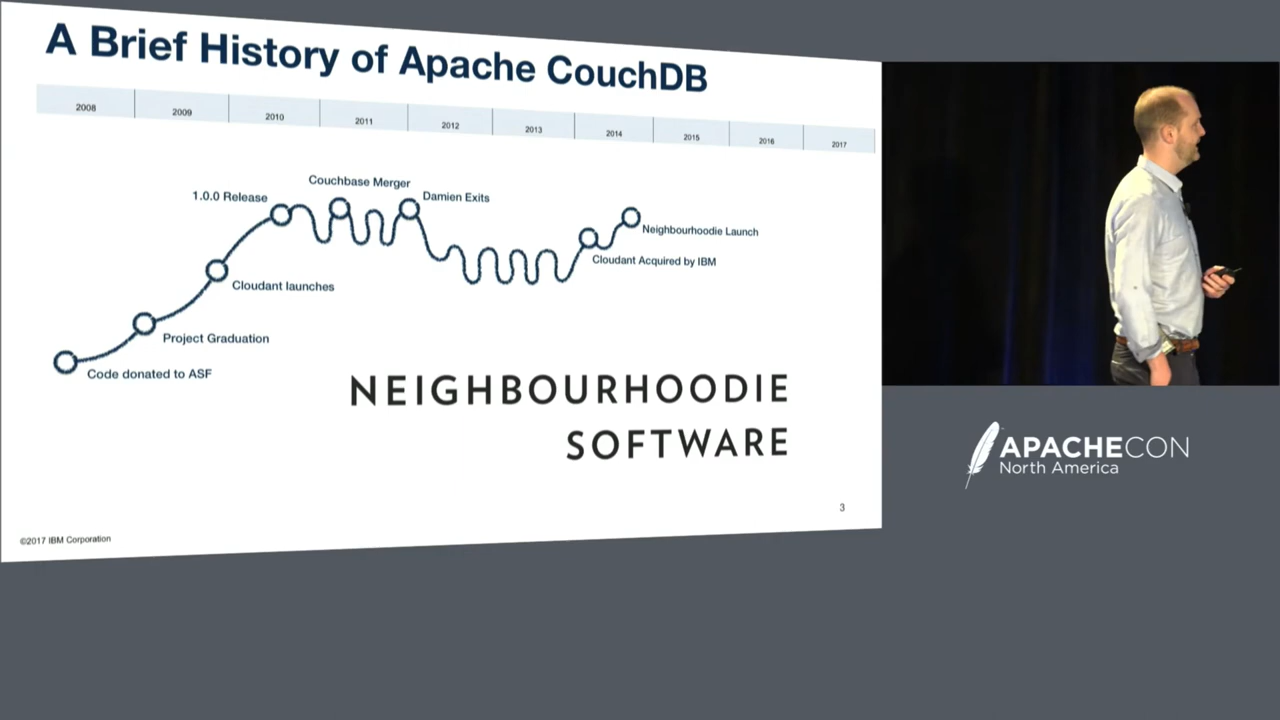 A Brief History of Apache CouchDB
2008 2009 2010 2011 2012 2013 2014 2015 2016 2017
Couchbase Merger
1.0.0 Release
Damien Exits
Neighbourhoodie Launch
Cloudant Acquired by IBM
Cloudant launches
Project Graduation
Code donated to ASF
NEIGHBOURHOODIE
SOFTWARE
3
©2017 IBM Corporation
APACHECON
North America